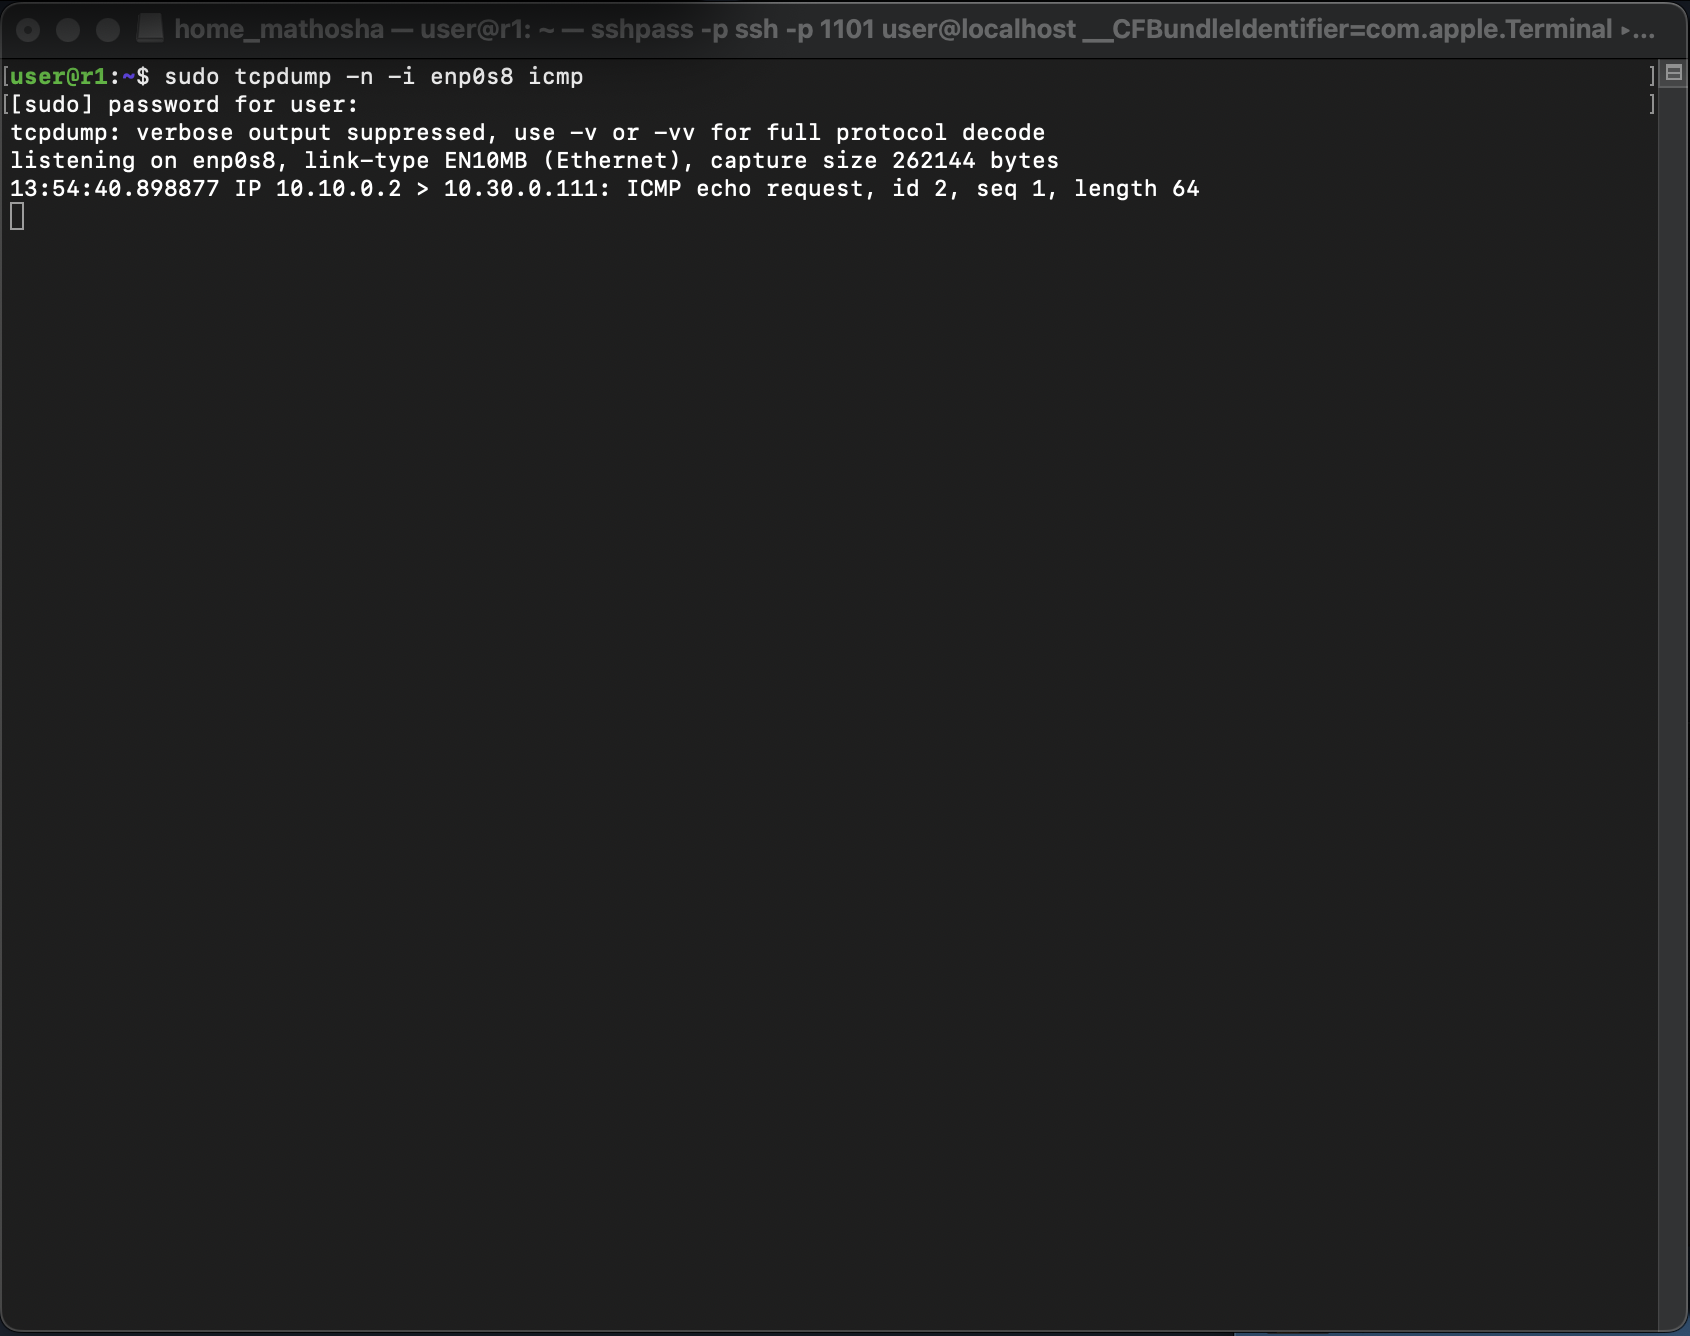 home_mathosha — user@r1: ~ — sshpass -p ssh -p 1101 user@localhost __CFBundleIdentifier=com.apple.Terminal ▸...
[user@r1:~$ sudo tcpdump -n -i enp0s8 icmp ]
[[sudo] password for user: ]
tcpdump: verbose output suppressed, use -v or -vv for full protocol decode
listening on enp0s8, link-type EN10MB (Ethernet), capture size 262144 bytes
13:54:40.898877 IP 10.10.0.2 > 10.30.0.111: ICMP echo request, id 2, seq 1, length 64